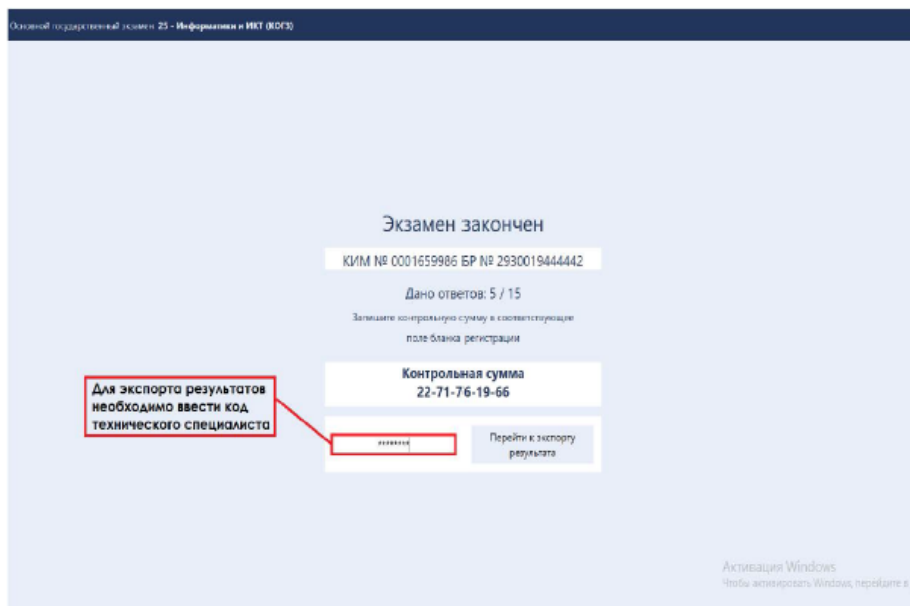 Основной государственный экзамен 25 - Информатики и ИКТ (КОГЭ)
Экзамен закончен
КИМ № 0001659986 БР № 2930019444442
Дано ответов: 5 / 15
Запишите контрольную сумму в соответствующее
поле бланка регистрации
Контрольная сумма
22-71-76-19-66
Для экспорта результатов
необходимо ввести код
технического специалиста
********
Перейти к экспорту
результата
Активация Windows
Чтобы активировать Windows, перейдите в